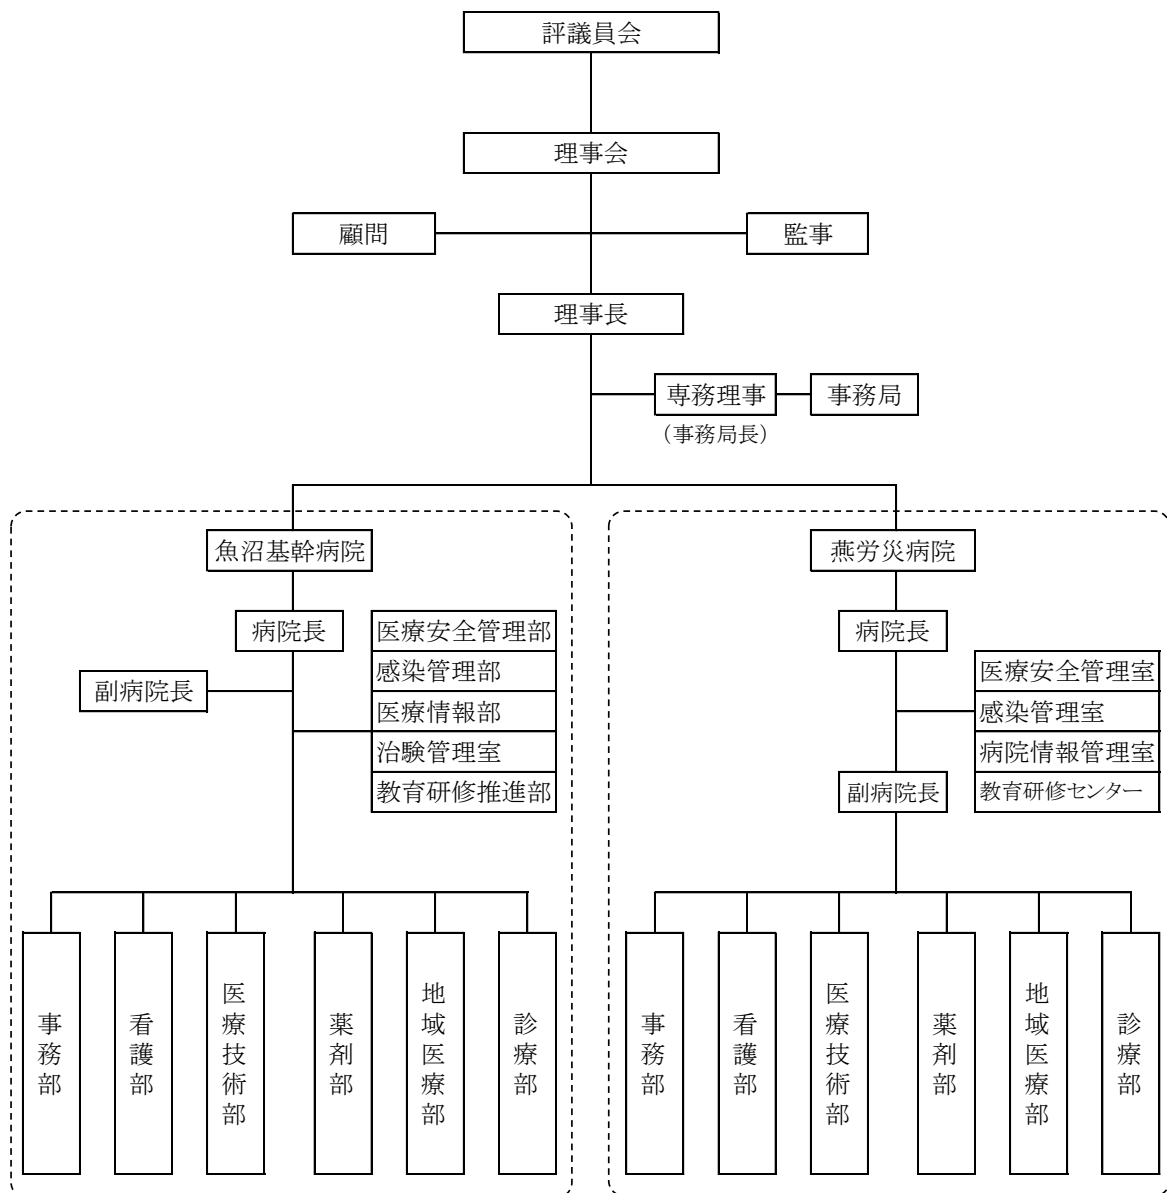 評議員会
理事会
顧問
監事
理事長
専務理事
事務局
（事務局長）
魚沼基幹病院
病院長
副病院長
医療安全管理部
感染管理部
医療情報部
治験管理室
教育研修推進部
事務部
看護部
医療技術部
薬剤部
地域医療部
診療部
燕労災病院
病院長
医療安全管理室
感染管理室
病院情報管理室
教育研修センター
副病院長
事務部
看護部
医療技術部
薬剤部
地域医療部
診療部